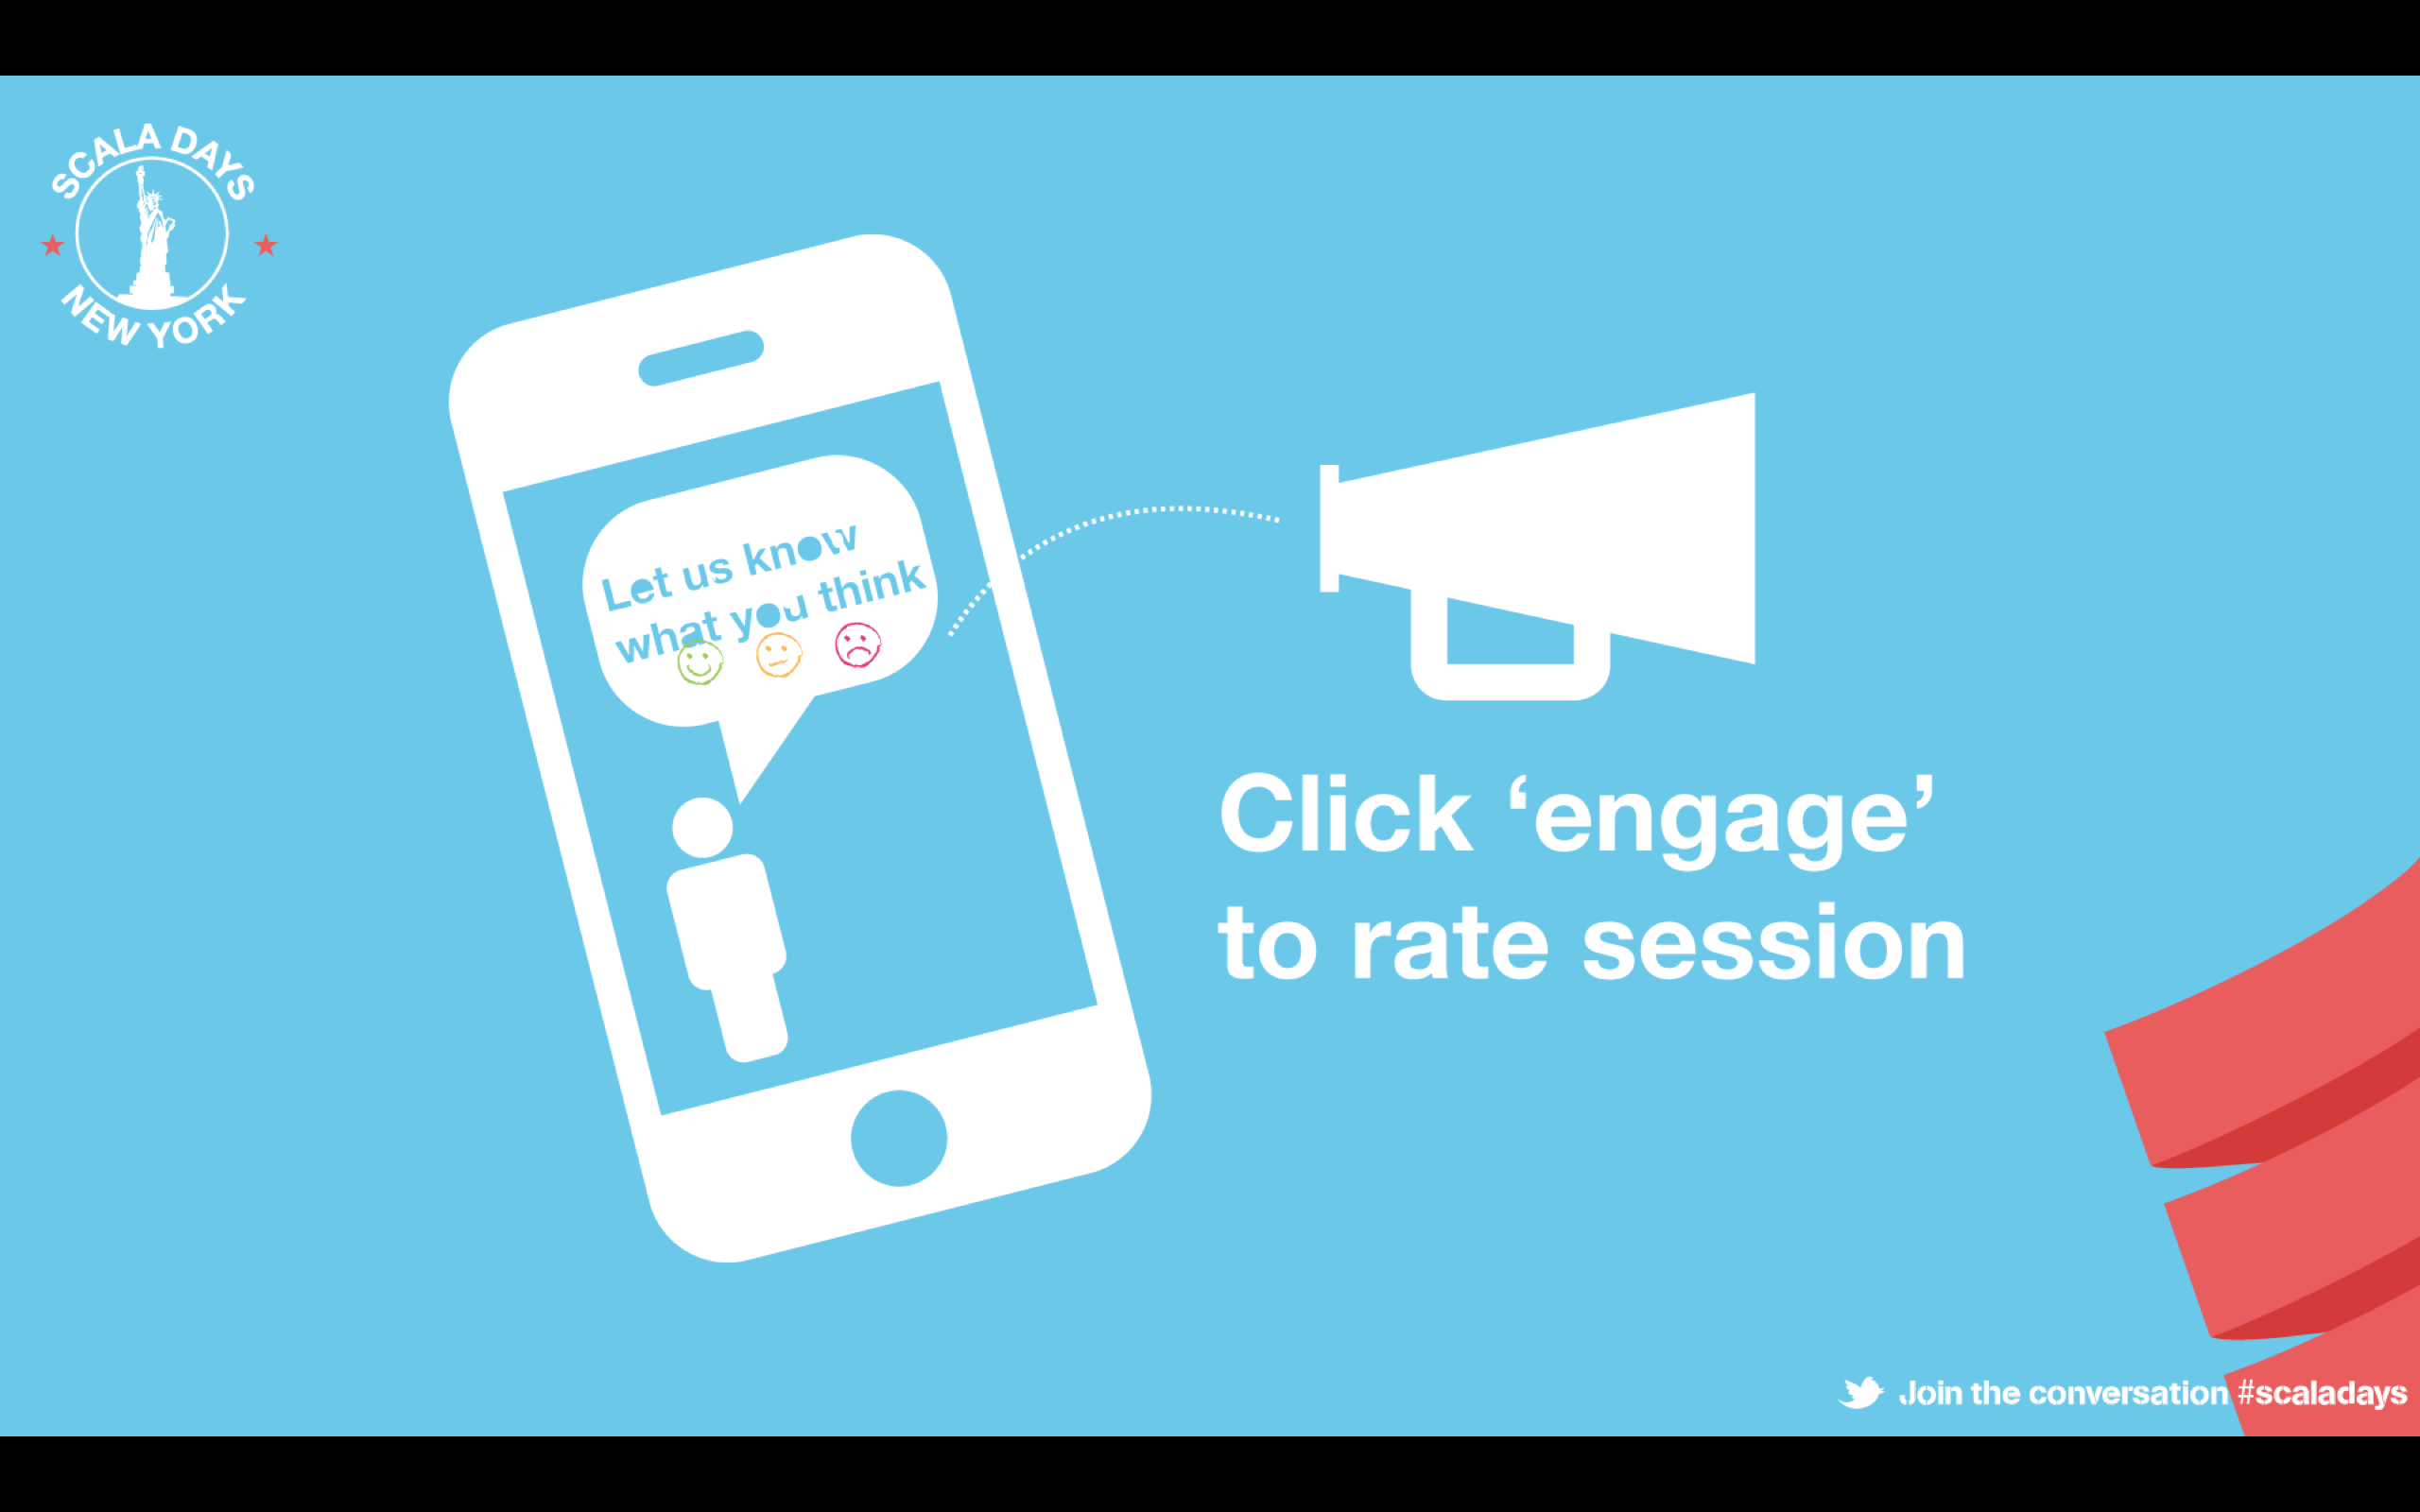 SCALA DAYS
NEW YORK
Let us know
what you think
Click ‘engage’
to rate session
Join the conversation #scaladays